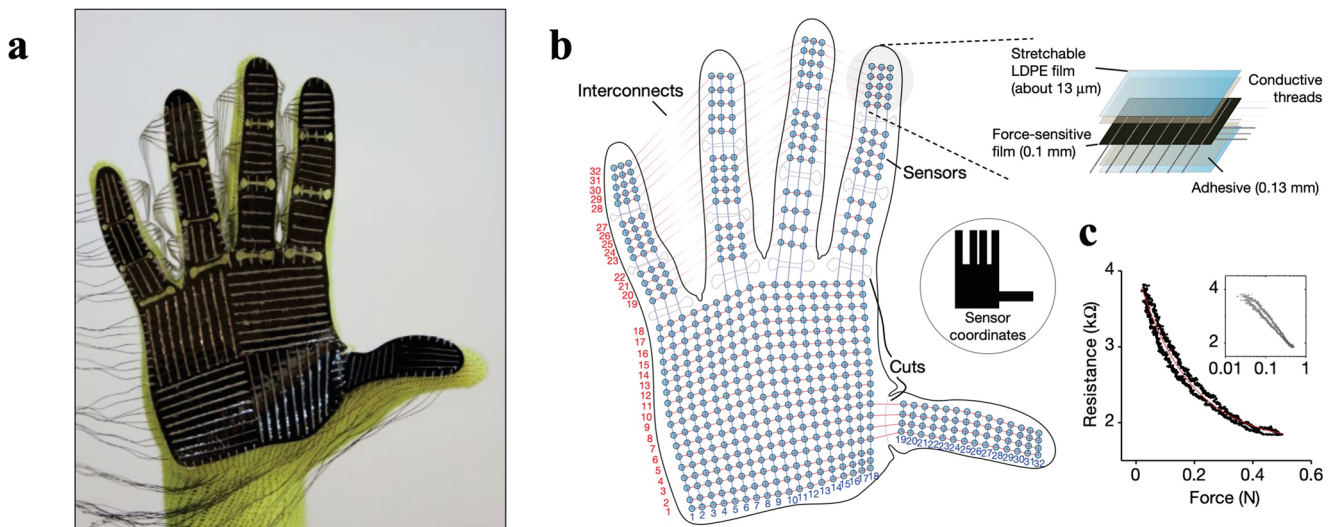 a
b
Interconnects
Sensors
Stretchable
LDPE film
(about 13 μm)
Conductive
threads
Force-sensitive
film (0.1 mm)
Adhesive (0.13 mm)
Sensor
coordinates
Cuts
32
31
30
29
28
27
26
25
24
23
22
21
20
19
18
17
16
15
14
13
12
11
10
9
8
7
6
5
4
3
2
1
1 2 3 4 5 6 7 8 9 10 11 12 13 14 15 16 17 18
19 20 21 22 23 24 25 26 27 28 29 30 31 32
c
Resistance (kΩ)
4
3
2
4
2
0.01 0.1 1
0 0.2 0.4 0.6
Force (N)